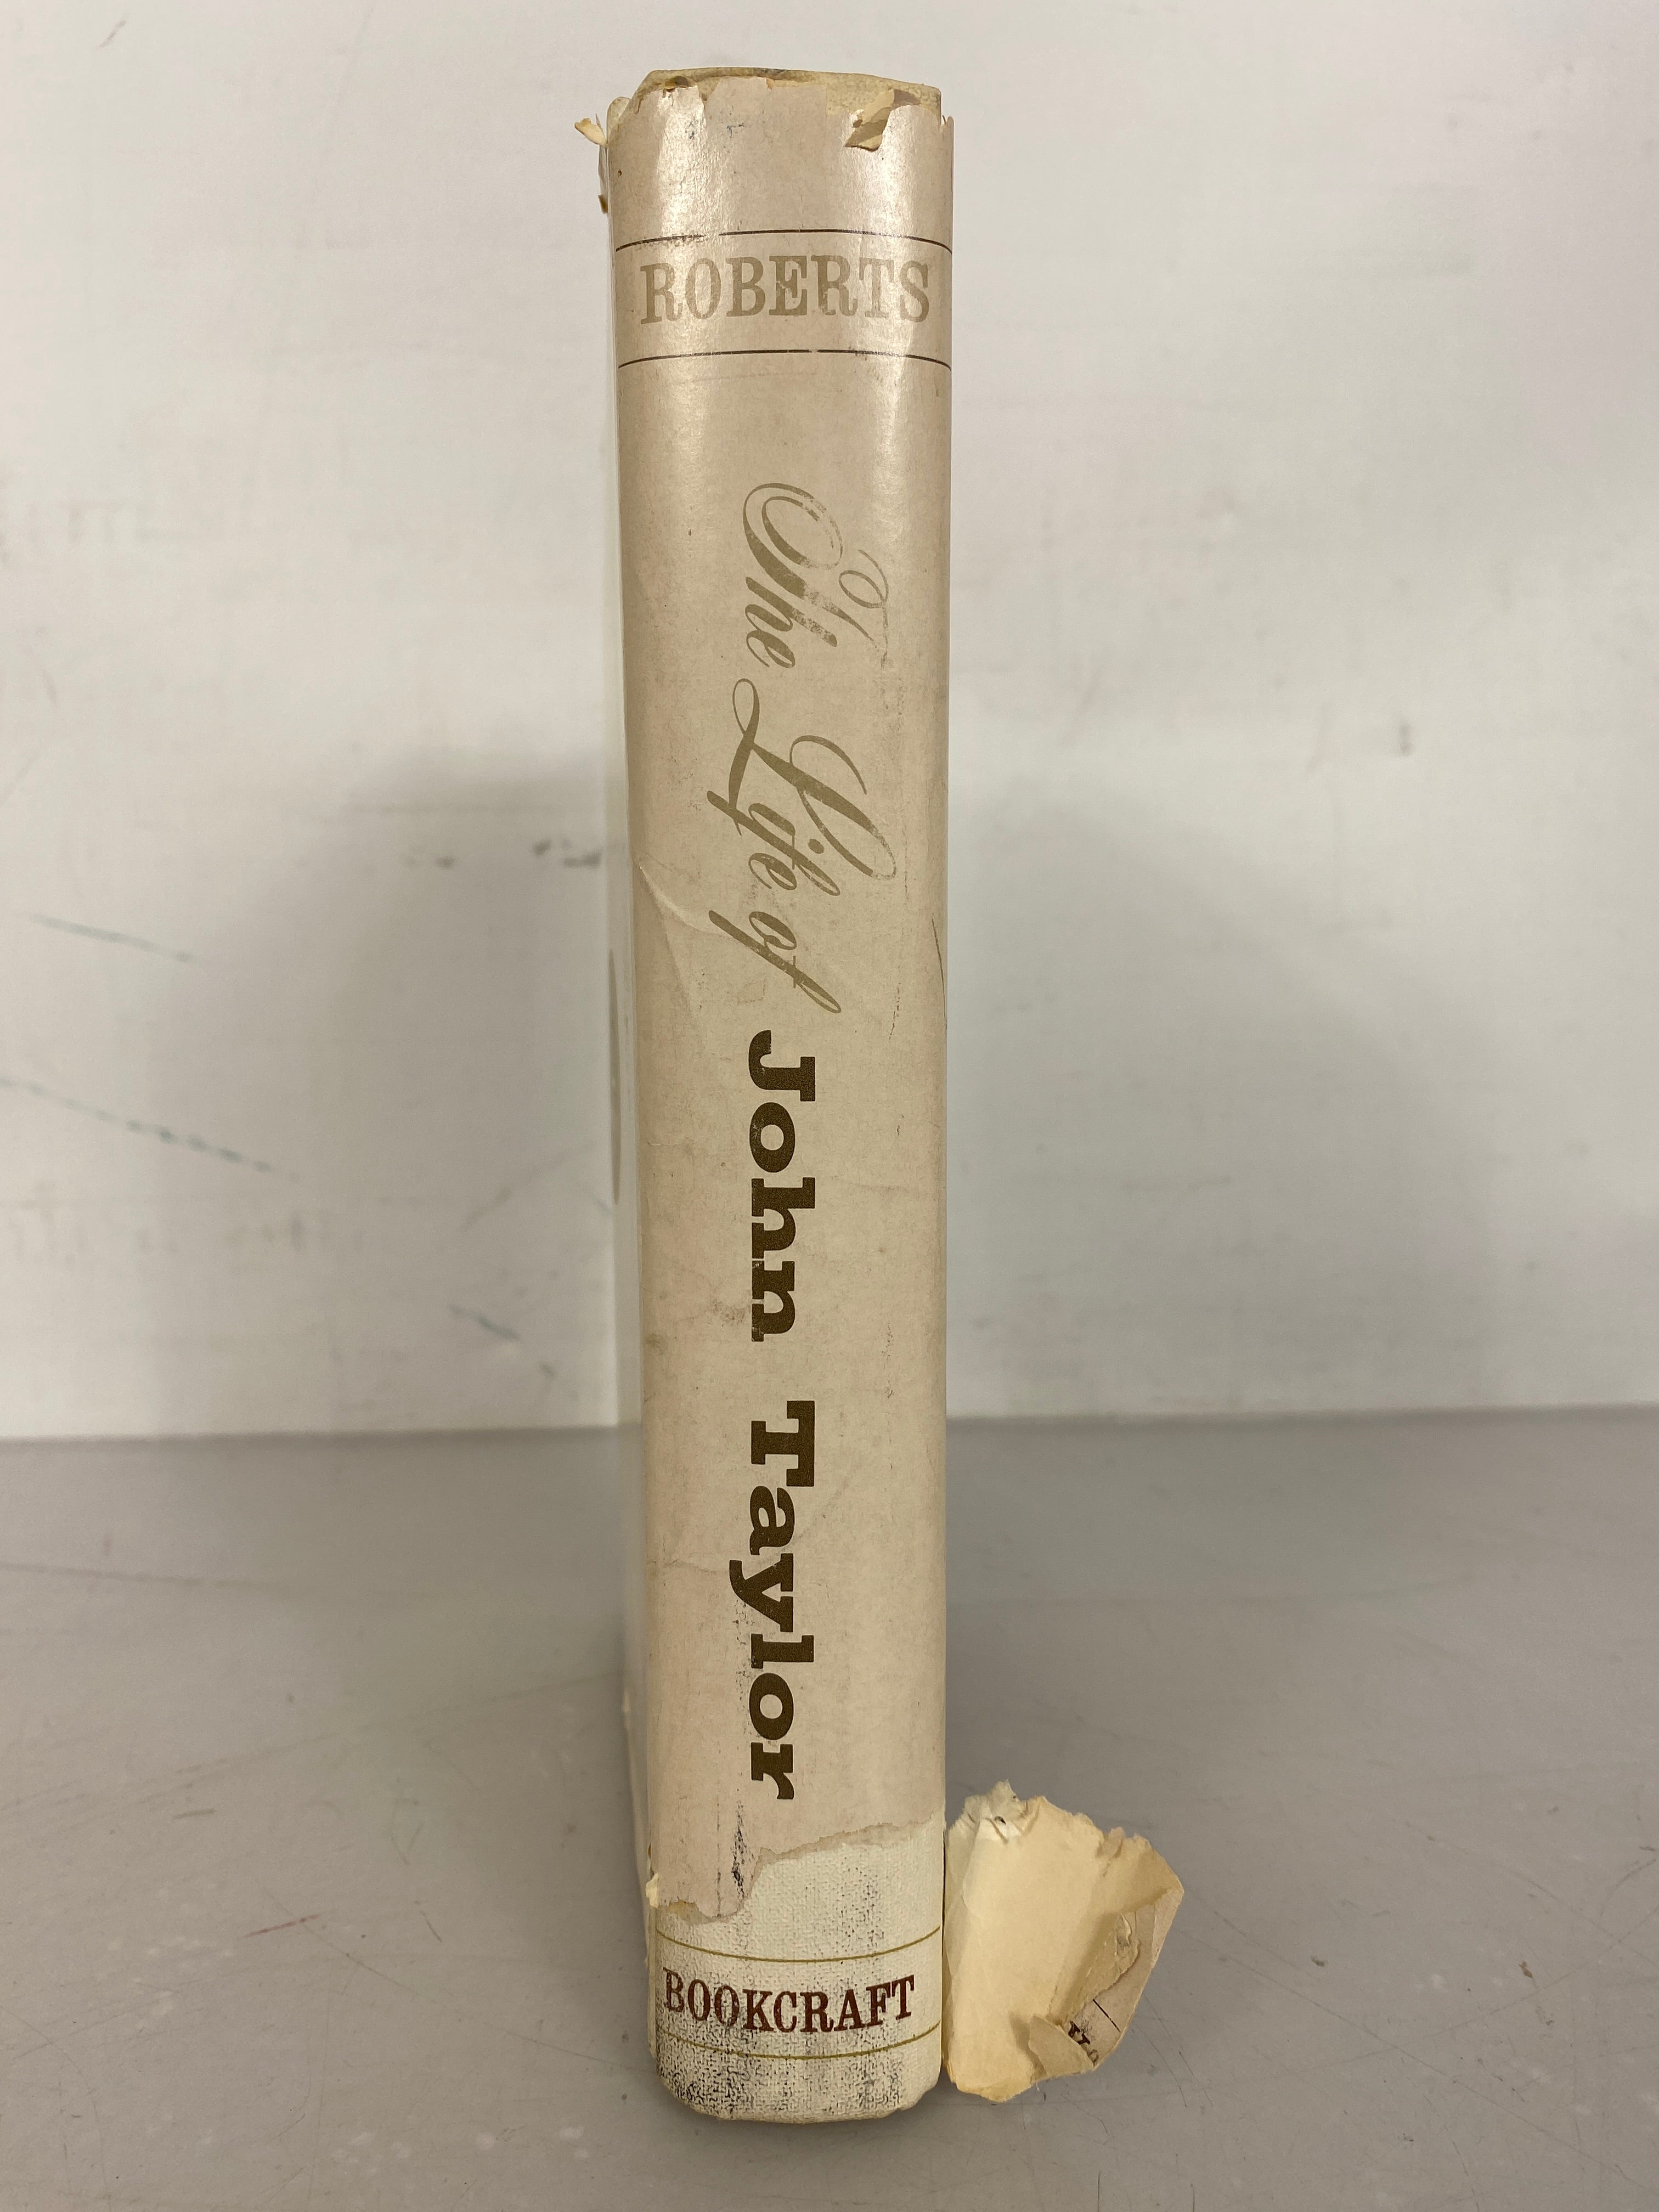 ROBERTS
The Life of John Taylor
BOOKCRAFT